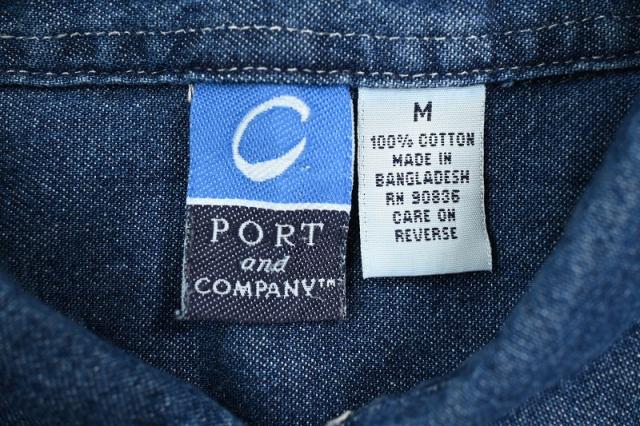 PORT
and
COMPANY™
M
100% COTTON
MADE IN
BANGLADESH
RN 90836
CARE ON
REVERSE